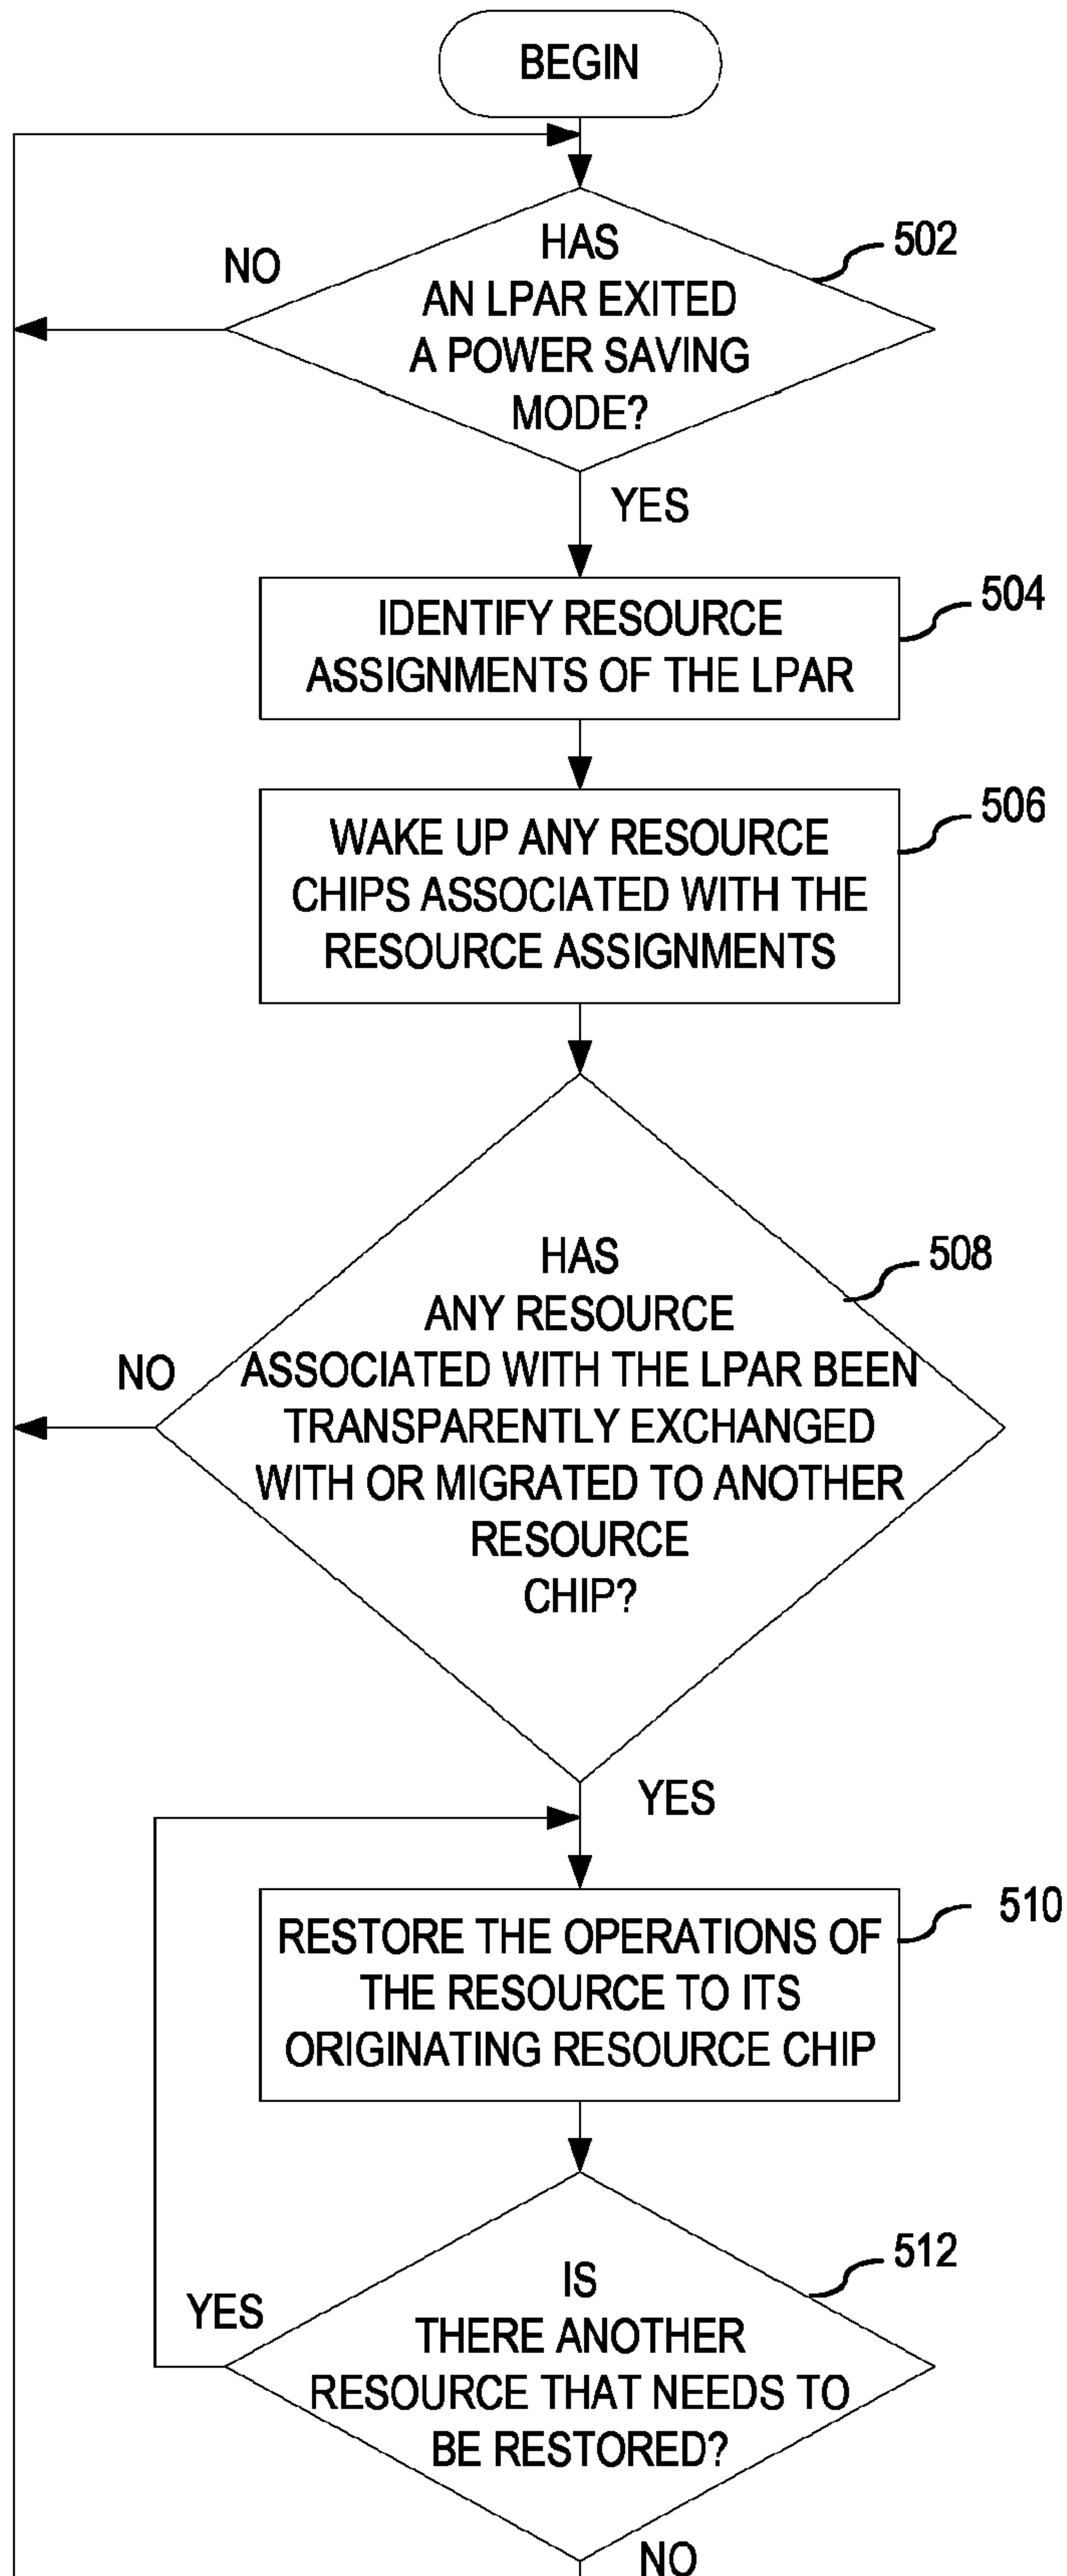 BEGIN
HAS
AN LPAR EXITED
A POWER SAVING
MODE?
502
NO
YES
IDENTIFY RESOURCE
ASSIGNMENTS OF THE LPAR
504
WAKE UP ANY RESOURCE
CHIPS ASSOCIATED WITH THE
RESOURCE ASSIGNMENTS
506
HAS
ANY RESOURCE
ASSOCIATED WITH THE LPAR BEEN
TRANSPARENTLY EXCHANGED
WITH OR MIGRATED TO ANOTHER
RESOURCE
CHIP?
508
NO
YES
RESTORE THE OPERATIONS OF
THE RESOURCE TO ITS
ORIGINATING RESOURCE CHIP
510
IS
THERE ANOTHER
RESOURCE THAT NEEDS TO
BE RESTORED?
512
YES
NO